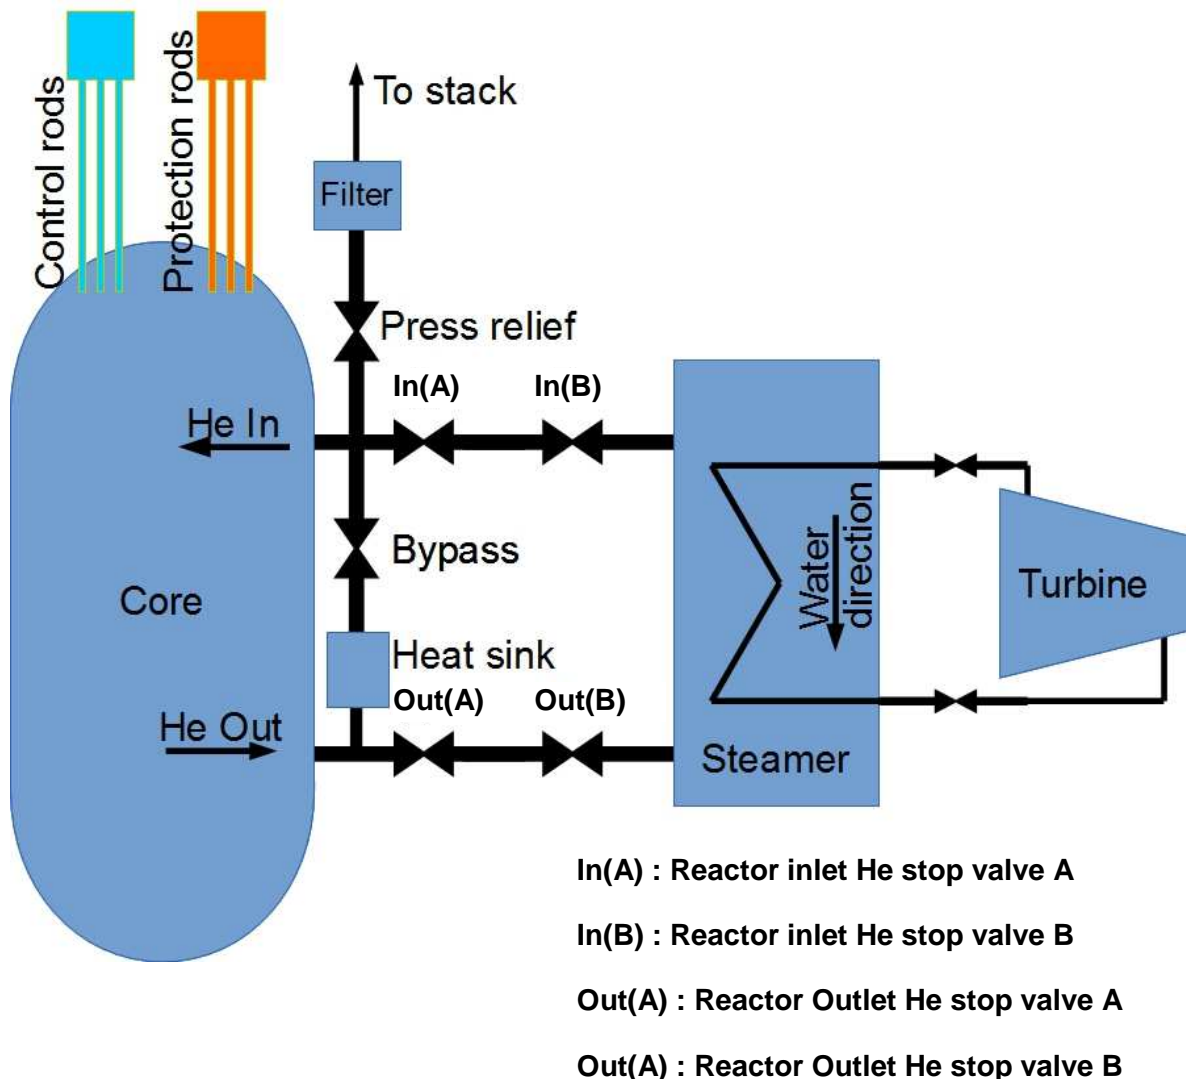 Control rods
Protection rods
To stack
Filter
Press relief
In(A)
In(B)
He In
Bypass
Water
direction
Core
Turbine
Heat sink
Out(A)
Out(B)
He Out
Steamer
In(A) : Reactor inlet He stop valve A
In(B) : Reactor inlet He stop valve B
Out(A) : Reactor Outlet He stop valve A
Out(A) : Reactor Outlet He stop valve B